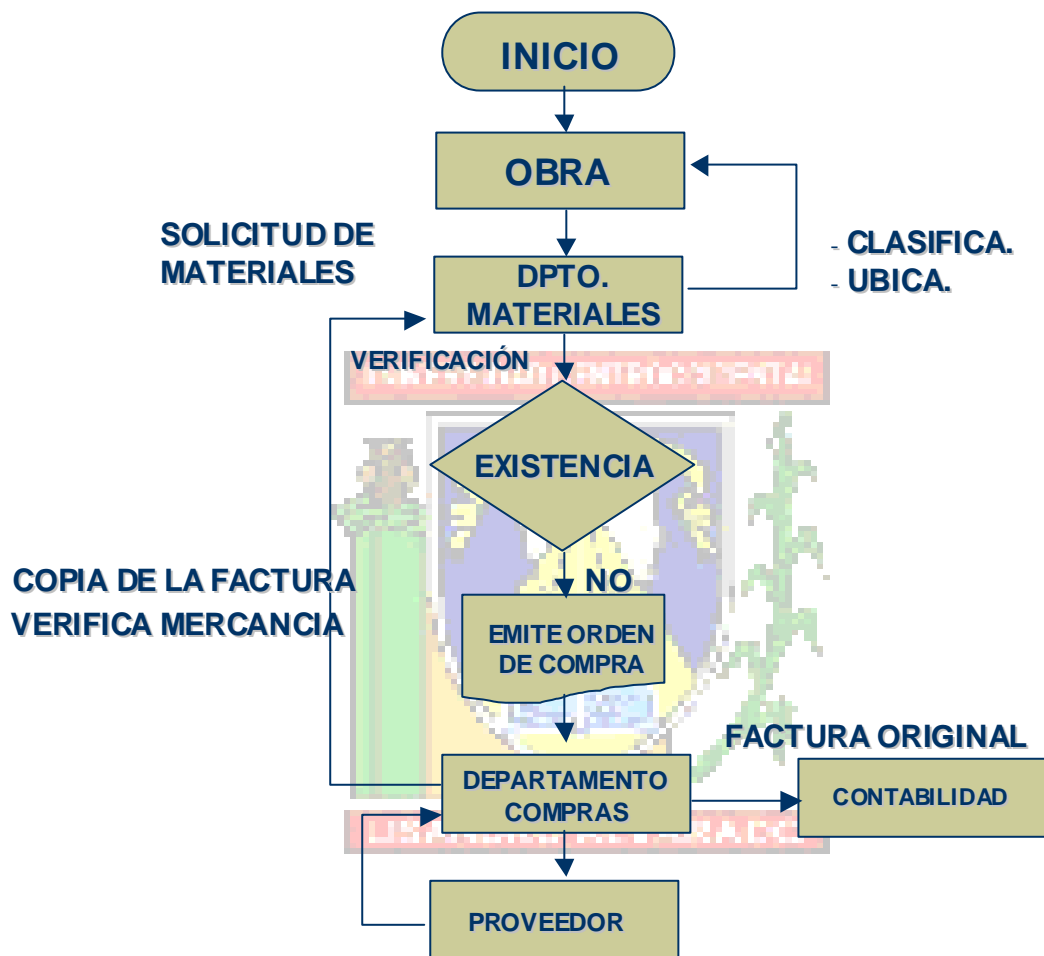 INICIO
OBRA
SOLICITUD DE
MATERIALES
- CLASIFICA.
- UBICA.
DPTO.
MATERIALES
VERIFICACIÓN
EXISTENCIA
NO
COPIA DE LA FACTURA
VERIFICA MERCANCIA
EMITE ORDEN
DE COMPRA
FACTURA ORIGINAL
DEPARTAMENTO
COMPRAS
CONTABILIDAD
PROVEEDOR